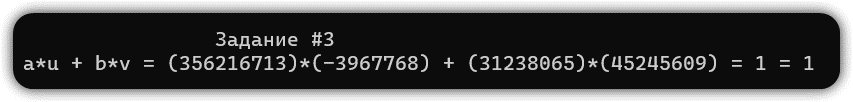 Задание #3
a*u + b*v = (356216713)*(-3967768) + (31238065)*(45245609) = 1 = 1